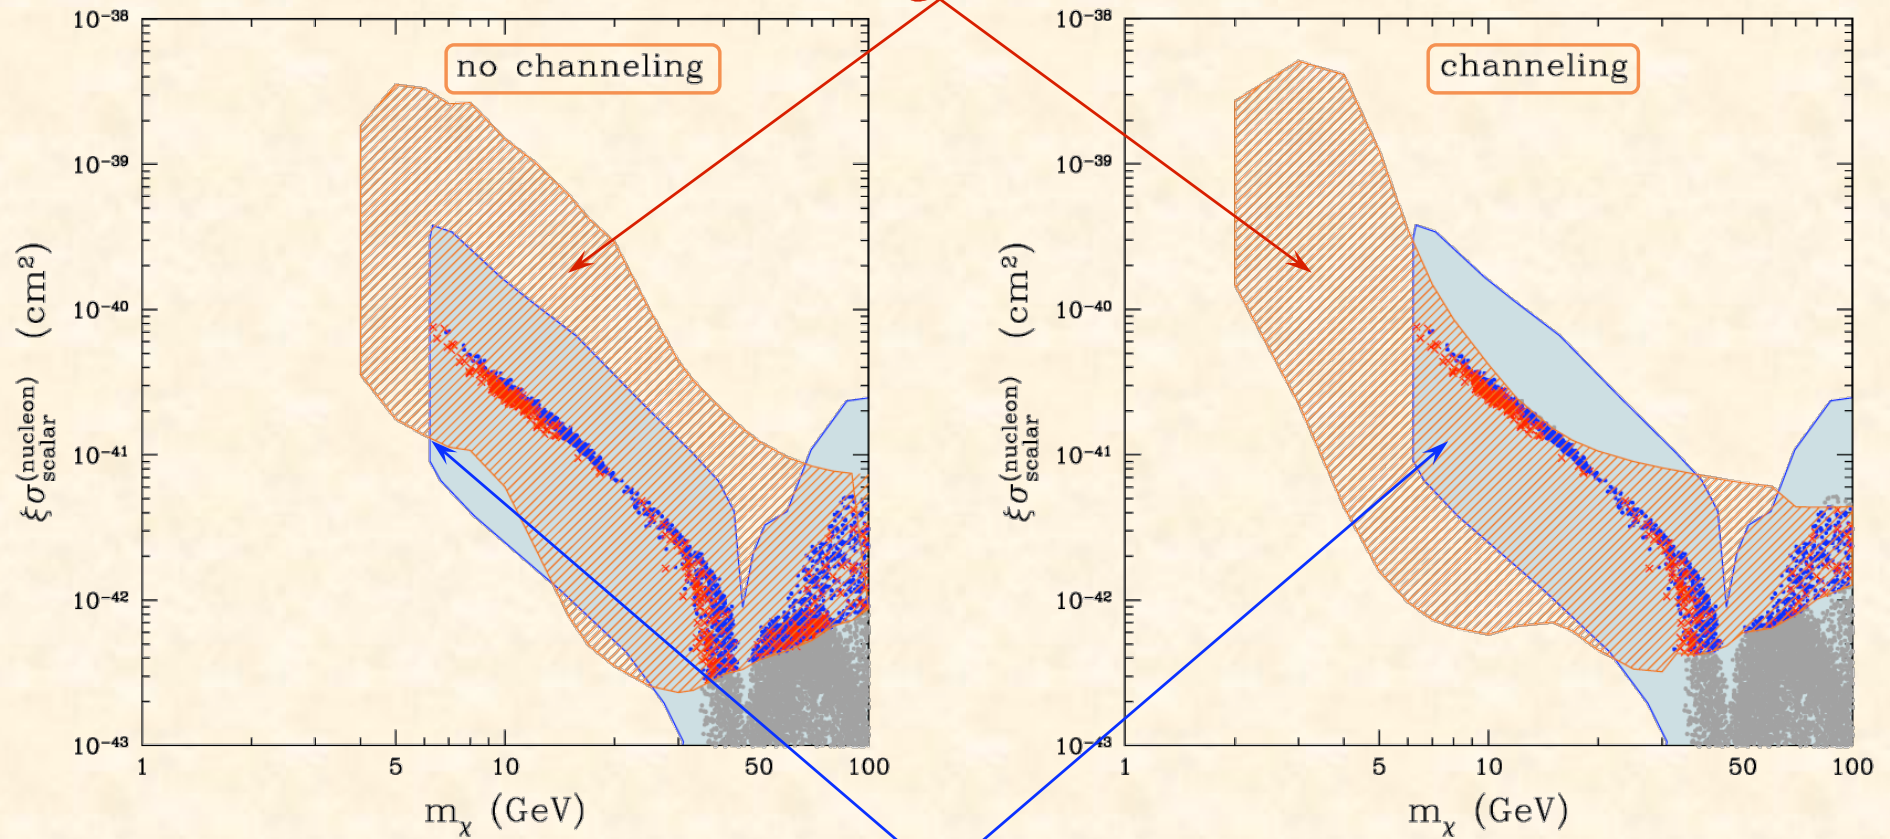 no channeling
channeling
10⁻³⁸
10⁻³⁹
10⁻⁴⁰
10⁻⁴¹
10⁻⁴²
10⁻⁴³
ξσ_scalar^(nucleon) (cm²)
1 5 10 50 100
m_χ (GeV)
10⁻³⁸
10⁻³⁹
10⁻⁴⁰
10⁻⁴¹
10⁻⁴²
10⁻⁴³
ξσ_scalar^(nucleon) (cm²)
1 5 10 50 100
m_χ (GeV)